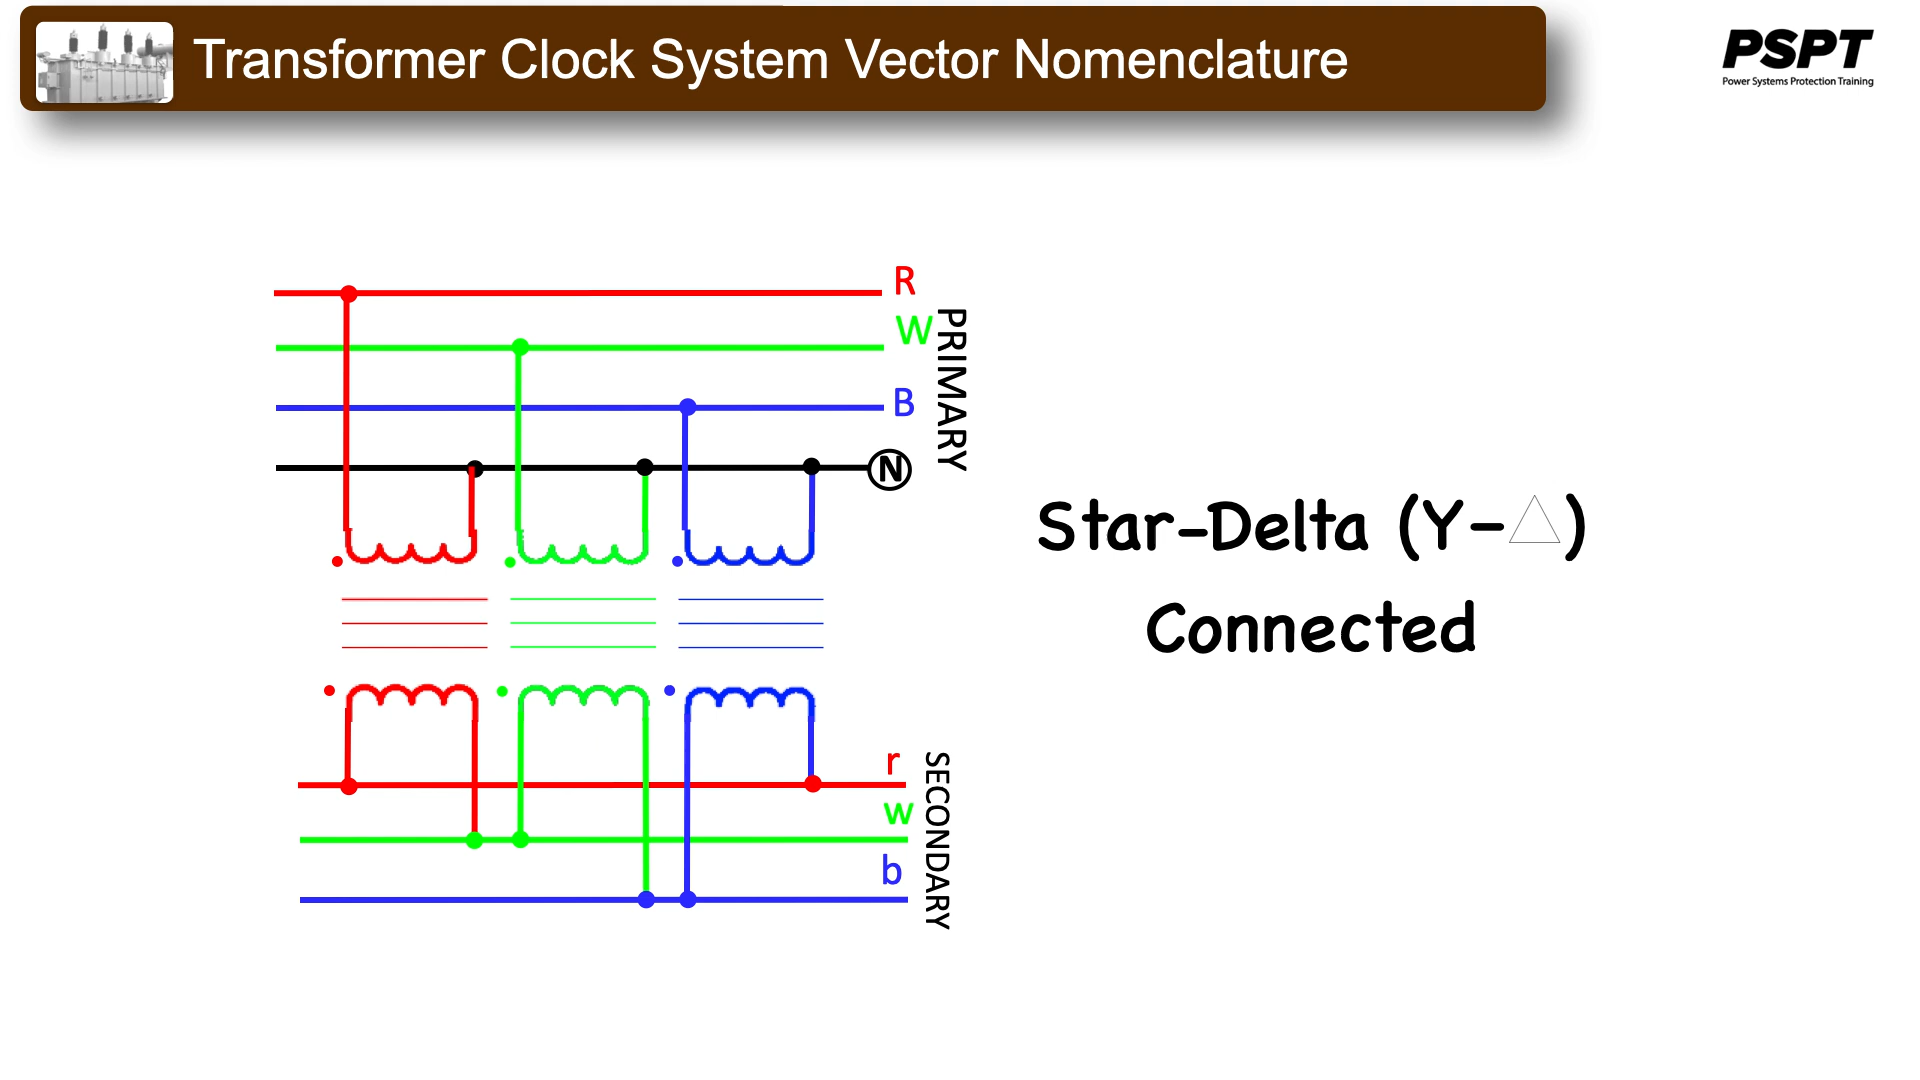 Transformer Clock System Vector Nomenclature
PSPT
Power Systems Protection Training
R
W
B
N
PRIMARY
Star-Delta (Y-△)
Connected
r
w
b
SECONDARY